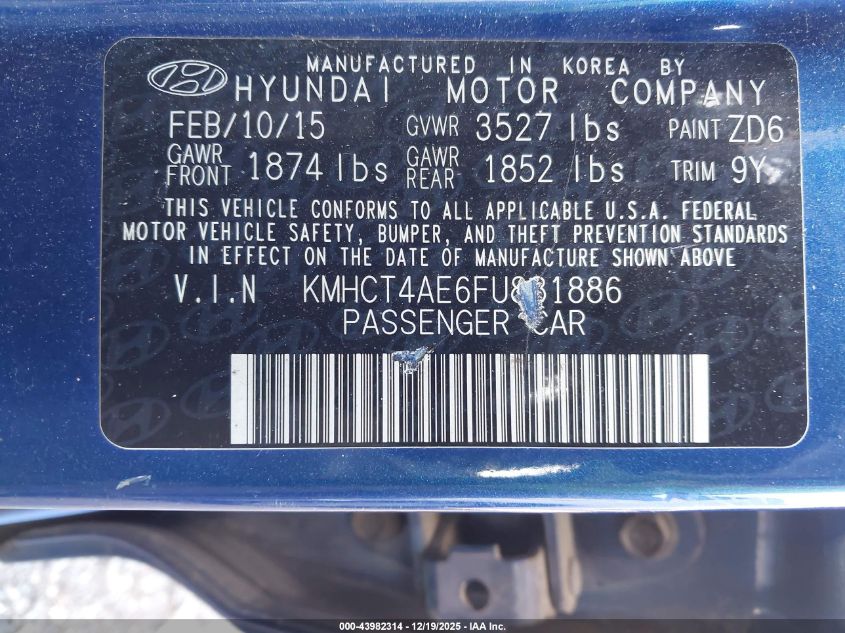 MANUFACTURED IN KOREA BY
HYUNDAI MOTOR COMPANY
FEB/10/15 GVWR 3527 lbs PAINT ZD6
GAWR FRONT 1874 lbs GAWR REAR 1852 lbs TRIM 9Y
THIS VEHICLE CONFORMS TO ALL APPLICABLE U.S.A. FEDERAL
MOTOR VEHICLE SAFETY, BUMPER, AND THEFT PREVENTION STANDARDS
IN EFFECT ON THE DATE OF MANUFACTURE SHOWN ABOVE.
V.I.N KMHCT4AE6FU881886
PASSENGER CAR
000-43982314 - 12/19/2025 - IAA Inc.